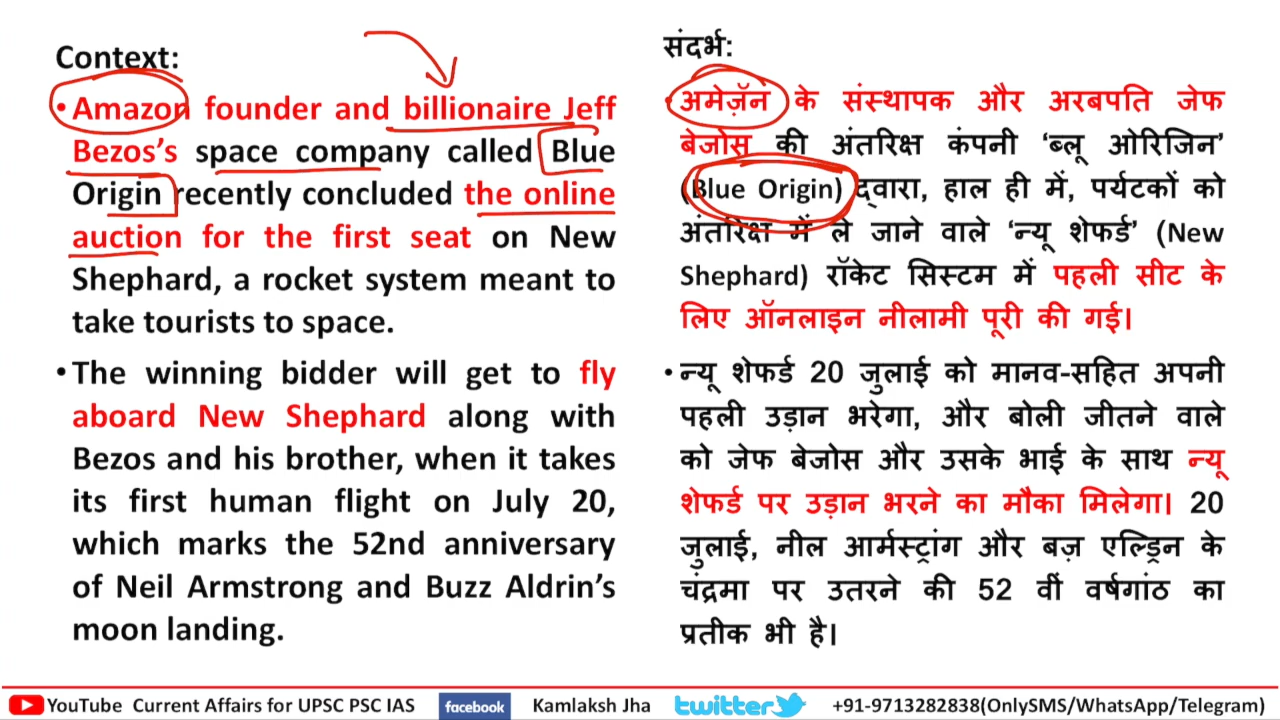 Context:
• Amazon founder and billionaire Jeff
Bezos’s space company called Blue
Origin recently concluded the online
auction for the first seat on New
Shephard, a rocket system meant to
take tourists to space.
• The winning bidder will get to fly
aboard New Shephard along with
Bezos and his brother, when it takes
its first human flight on July 20,
which marks the 52nd anniversary
of Neil Armstrong and Buzz Aldrin’s
moon landing.
संदर्भ:
• अमेज़ॅन के संस्थापक और अरबपति जेफ
बेजोस की अंतरिक्ष कंपनी ‘ब्लू ओरिजिन’
(Blue Origin) द्वारा, हाल ही में, पर्यटकों को
अंतरिक्ष में ले जाने वाले ‘न्यू शेफर्ड’ (New
Shephard) रॉकेट सिस्टम में पहली सीट के
लिए ऑनलाइन नीलामी पूरी की गई।
• न्यू शेफर्ड 20 जुलाई को मानव-सहित अपनी
पहली उड़ान भरेगा, और बोली जीतने वाले
को जेफ बेजोस और उसके भाई के साथ न्यू
शेफर्ड पर उड़ान भरने का मौका मिलेगा। 20
जुलाई, नील आर्मस्ट्रांग और बज़ एल्ड्रिन के
चंद्रमा पर उतरने की 52 वीं वर्षगांठ का
प्रतीक भी है।
YouTube Current Affairs for UPSC PSC IAS facebook Kamlaksh Jha twitter +91-9713282838(OnlySMS/WhatsApp/Telegram)